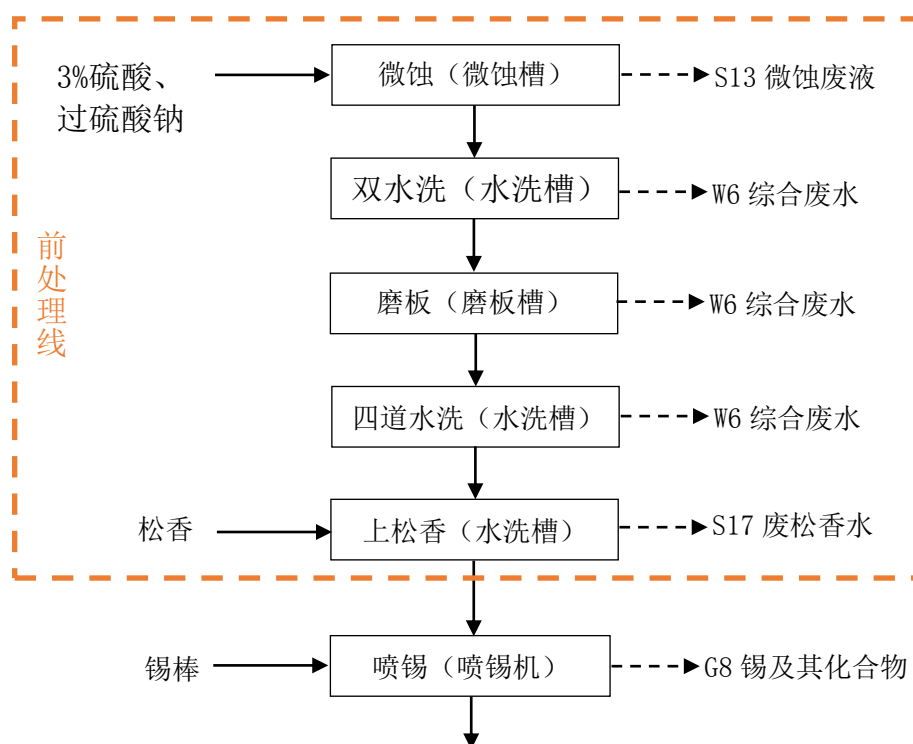 3%硫酸、
过硫酸钠
微蚀（微蚀槽）
S13 微蚀废液
双水洗（水洗槽）
W6 综合废水
前处理线
磨板（磨板槽）
W6 综合废水
四道水洗（水洗槽）
W6 综合废水
松香
上松香（水洗槽）
S17 废松香水
锡棒
喷锡（喷锡机）
G8 锡及其化合物